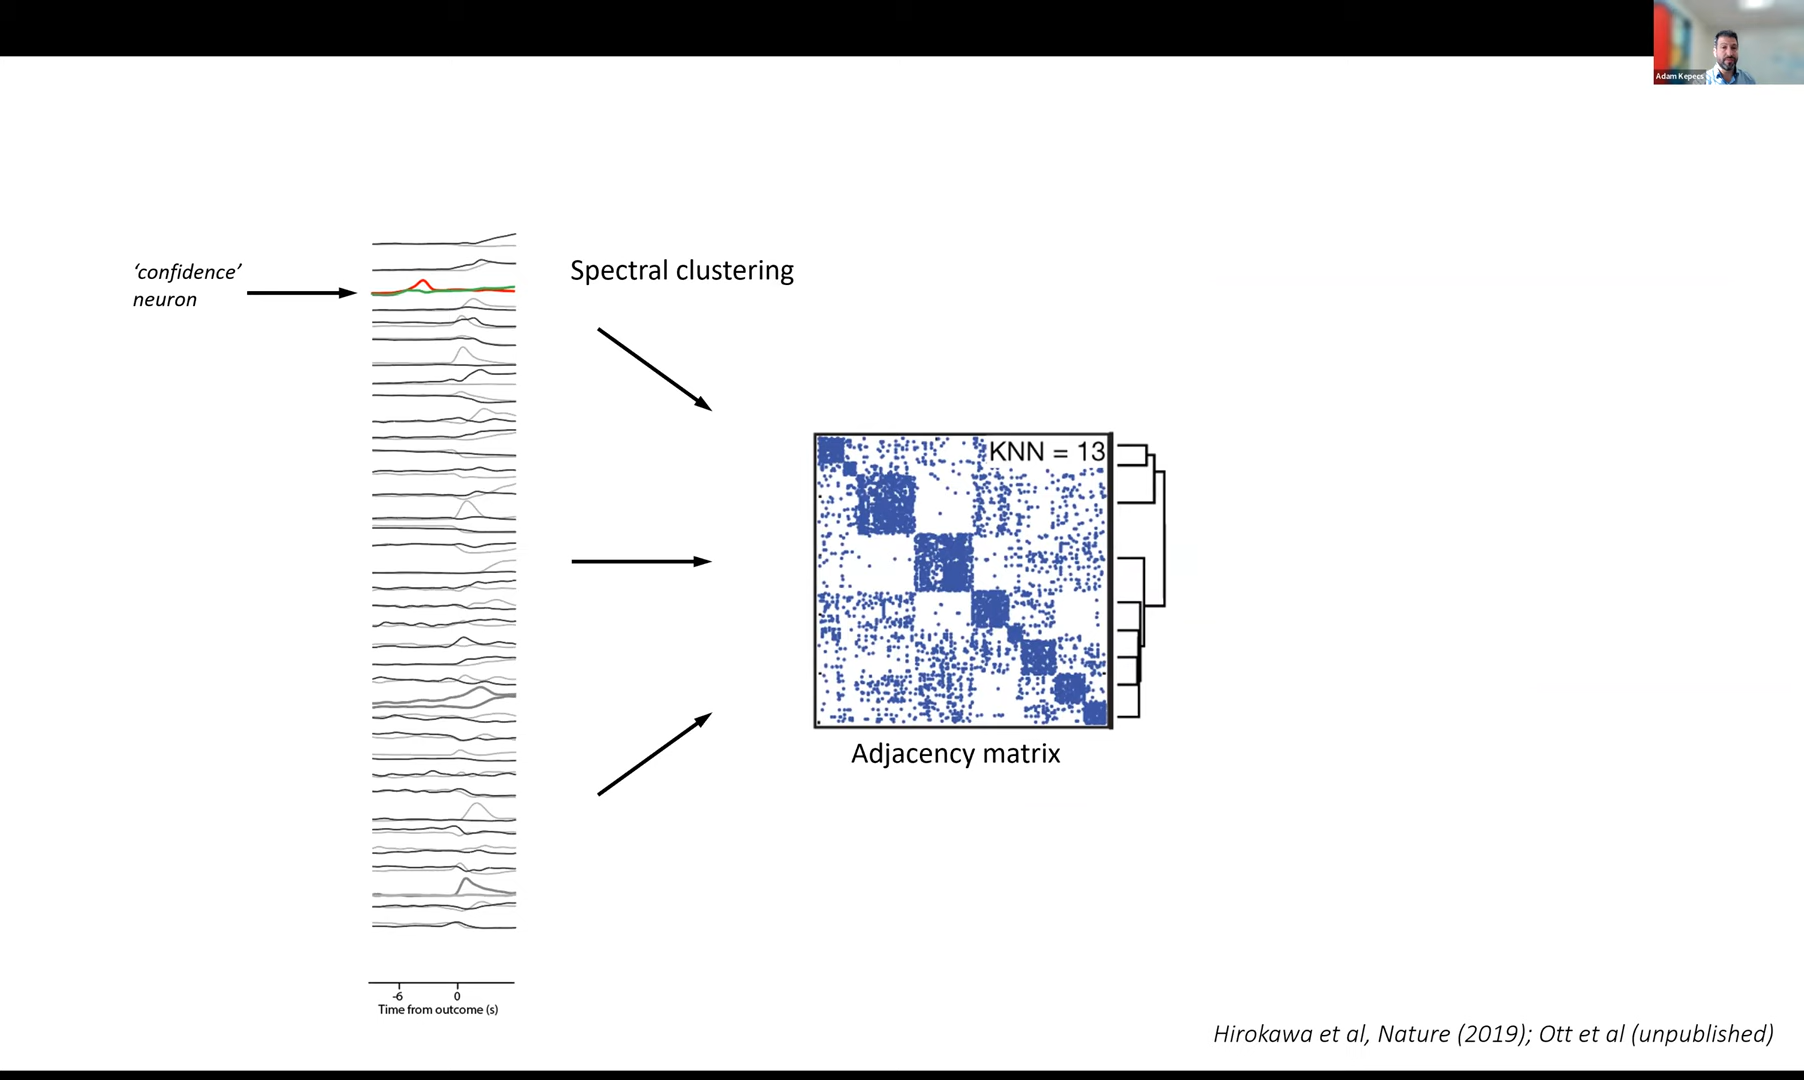 Adam Kepecs
‘confidence’
neuron
Spectral clustering
KNN = 13
Adjacency matrix
-6 0
Time from outcome (s)
Hirokawa et al, Nature (2019); Ott et al (unpublished)